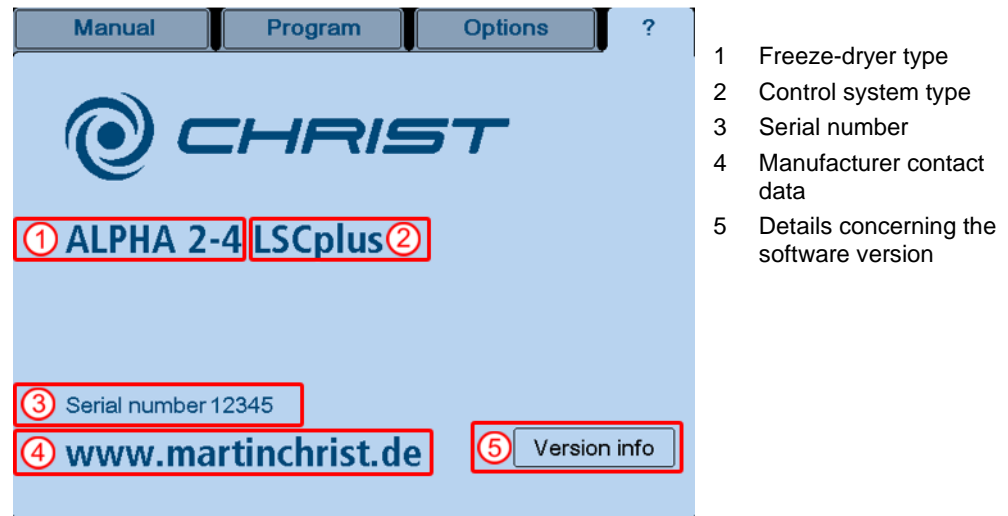 Manual Program Options ?
CHRIST
1 ALPHA 2-4 LSCplus 2
3 Serial number 12345
4 www.martinchrist.de
5 Version info
1 Freeze-dryer type
2 Control system type
3 Serial number
4 Manufacturer contact
data
5 Details concerning the
software version